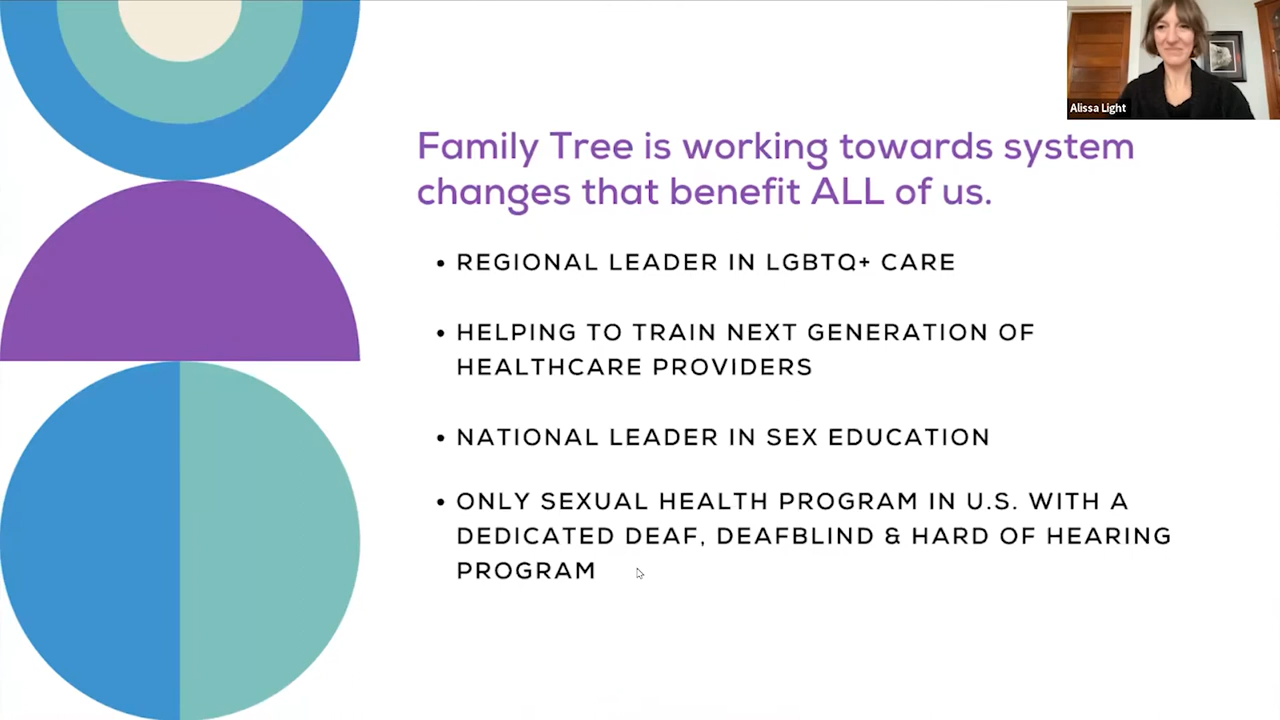 Alissa Light
Family Tree is working towards system
changes that benefit ALL of us.
• REGIONAL LEADER IN LGBTQ+ CARE
• HELPING TO TRAIN NEXT GENERATION OF
HEALTHCARE PROVIDERS
• NATIONAL LEADER IN SEX EDUCATION
• ONLY SEXUAL HEALTH PROGRAM IN U.S. WITH A
DEDICATED DEAF, DEAFBLIND & HARD OF HEARING
PROGRAM